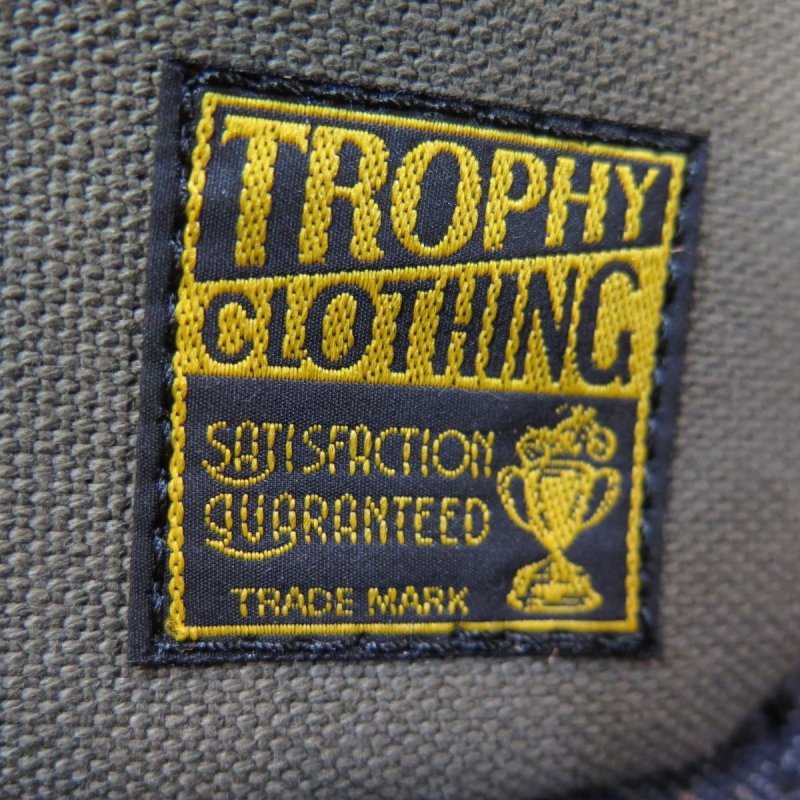 TROPHY
CLOTHING
SATISFACTION
GUARANTEED
TRADE MARK